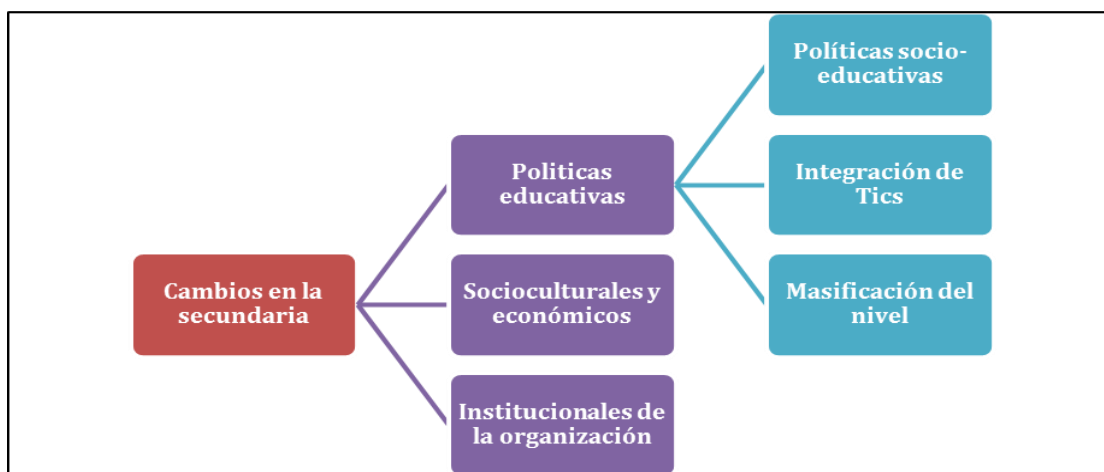 Cambios en la
secundaria
Politicas
educativas
Socioculturales y
económicos
Institucionales de
la organización
Políticas socio-
educativas
Integración de
Tics
Masificación del
nivel